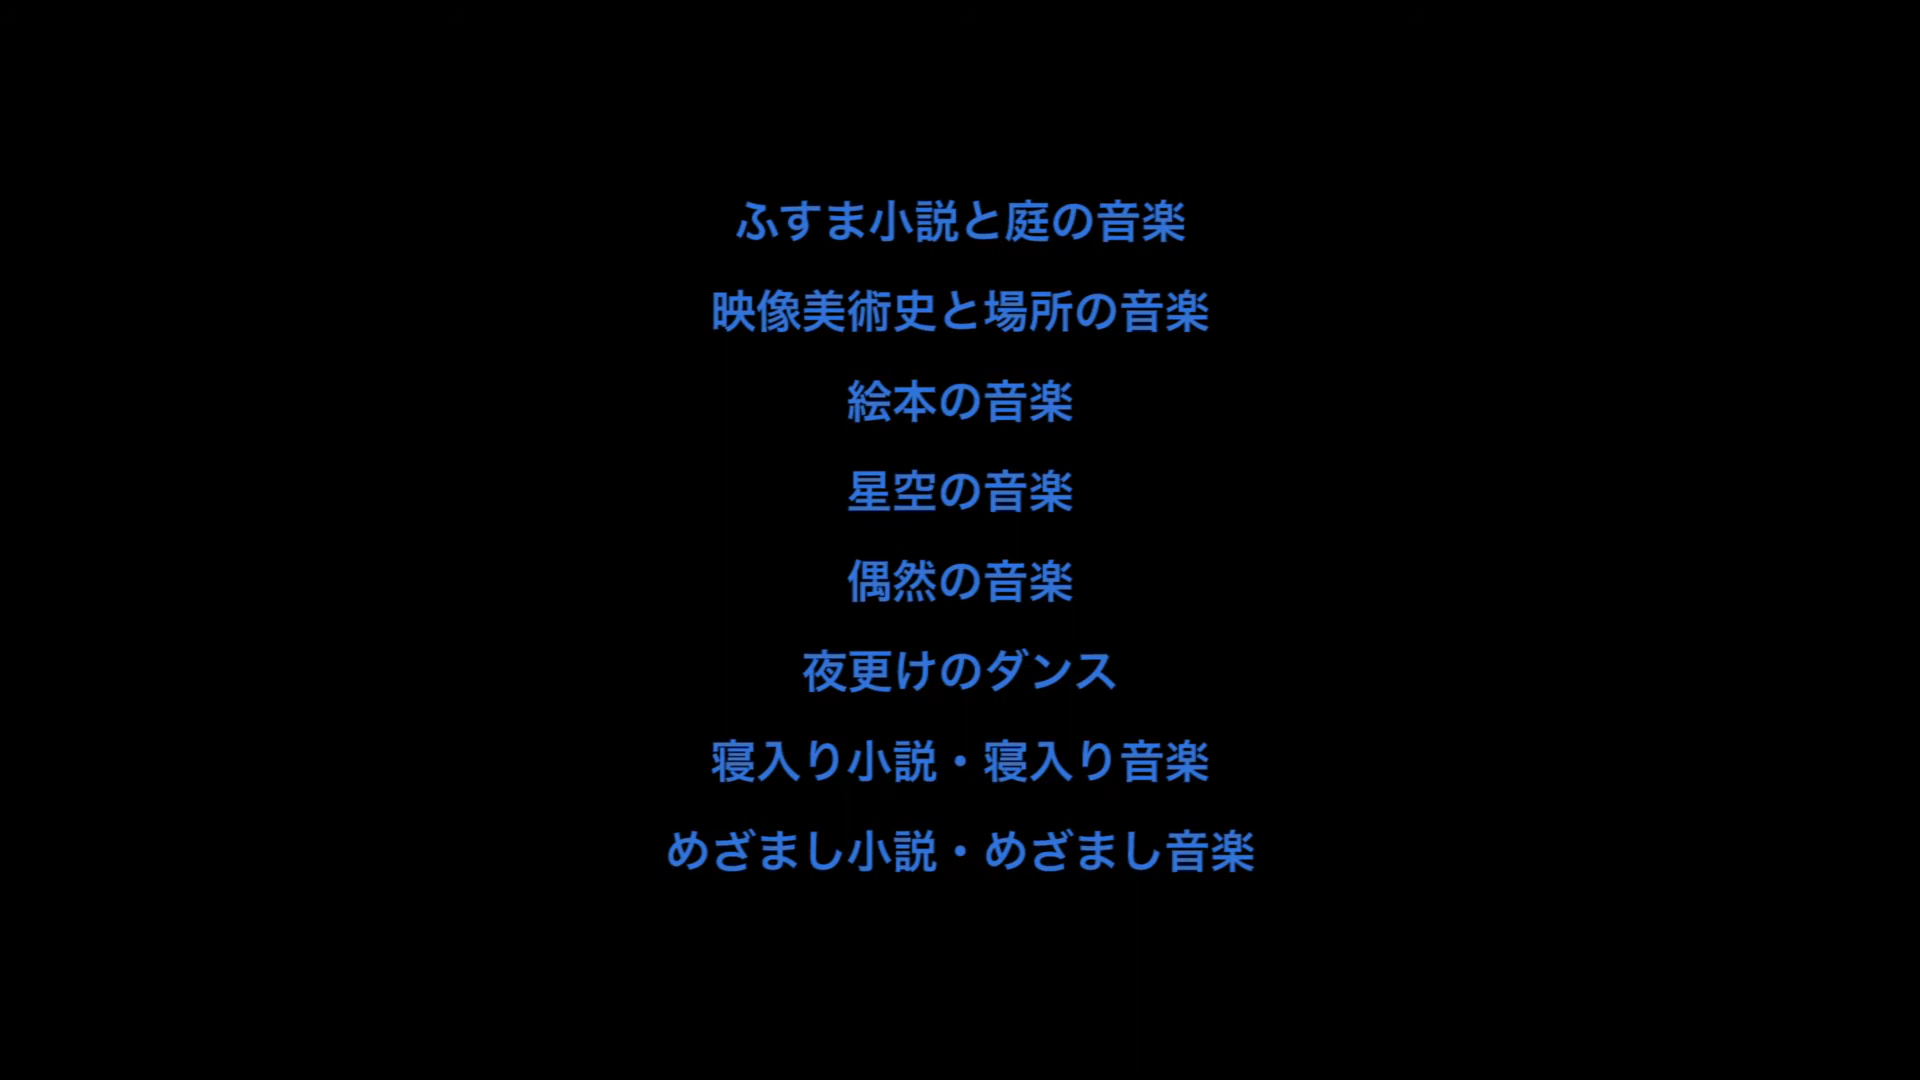 ふすま小説と庭の音楽
映像美術史と場所の音楽
絵本の音楽
星空の音楽
偶然の音楽
夜更けのダンス
寝入り小説・寝入り音楽
めざまし小説・めざまし音楽